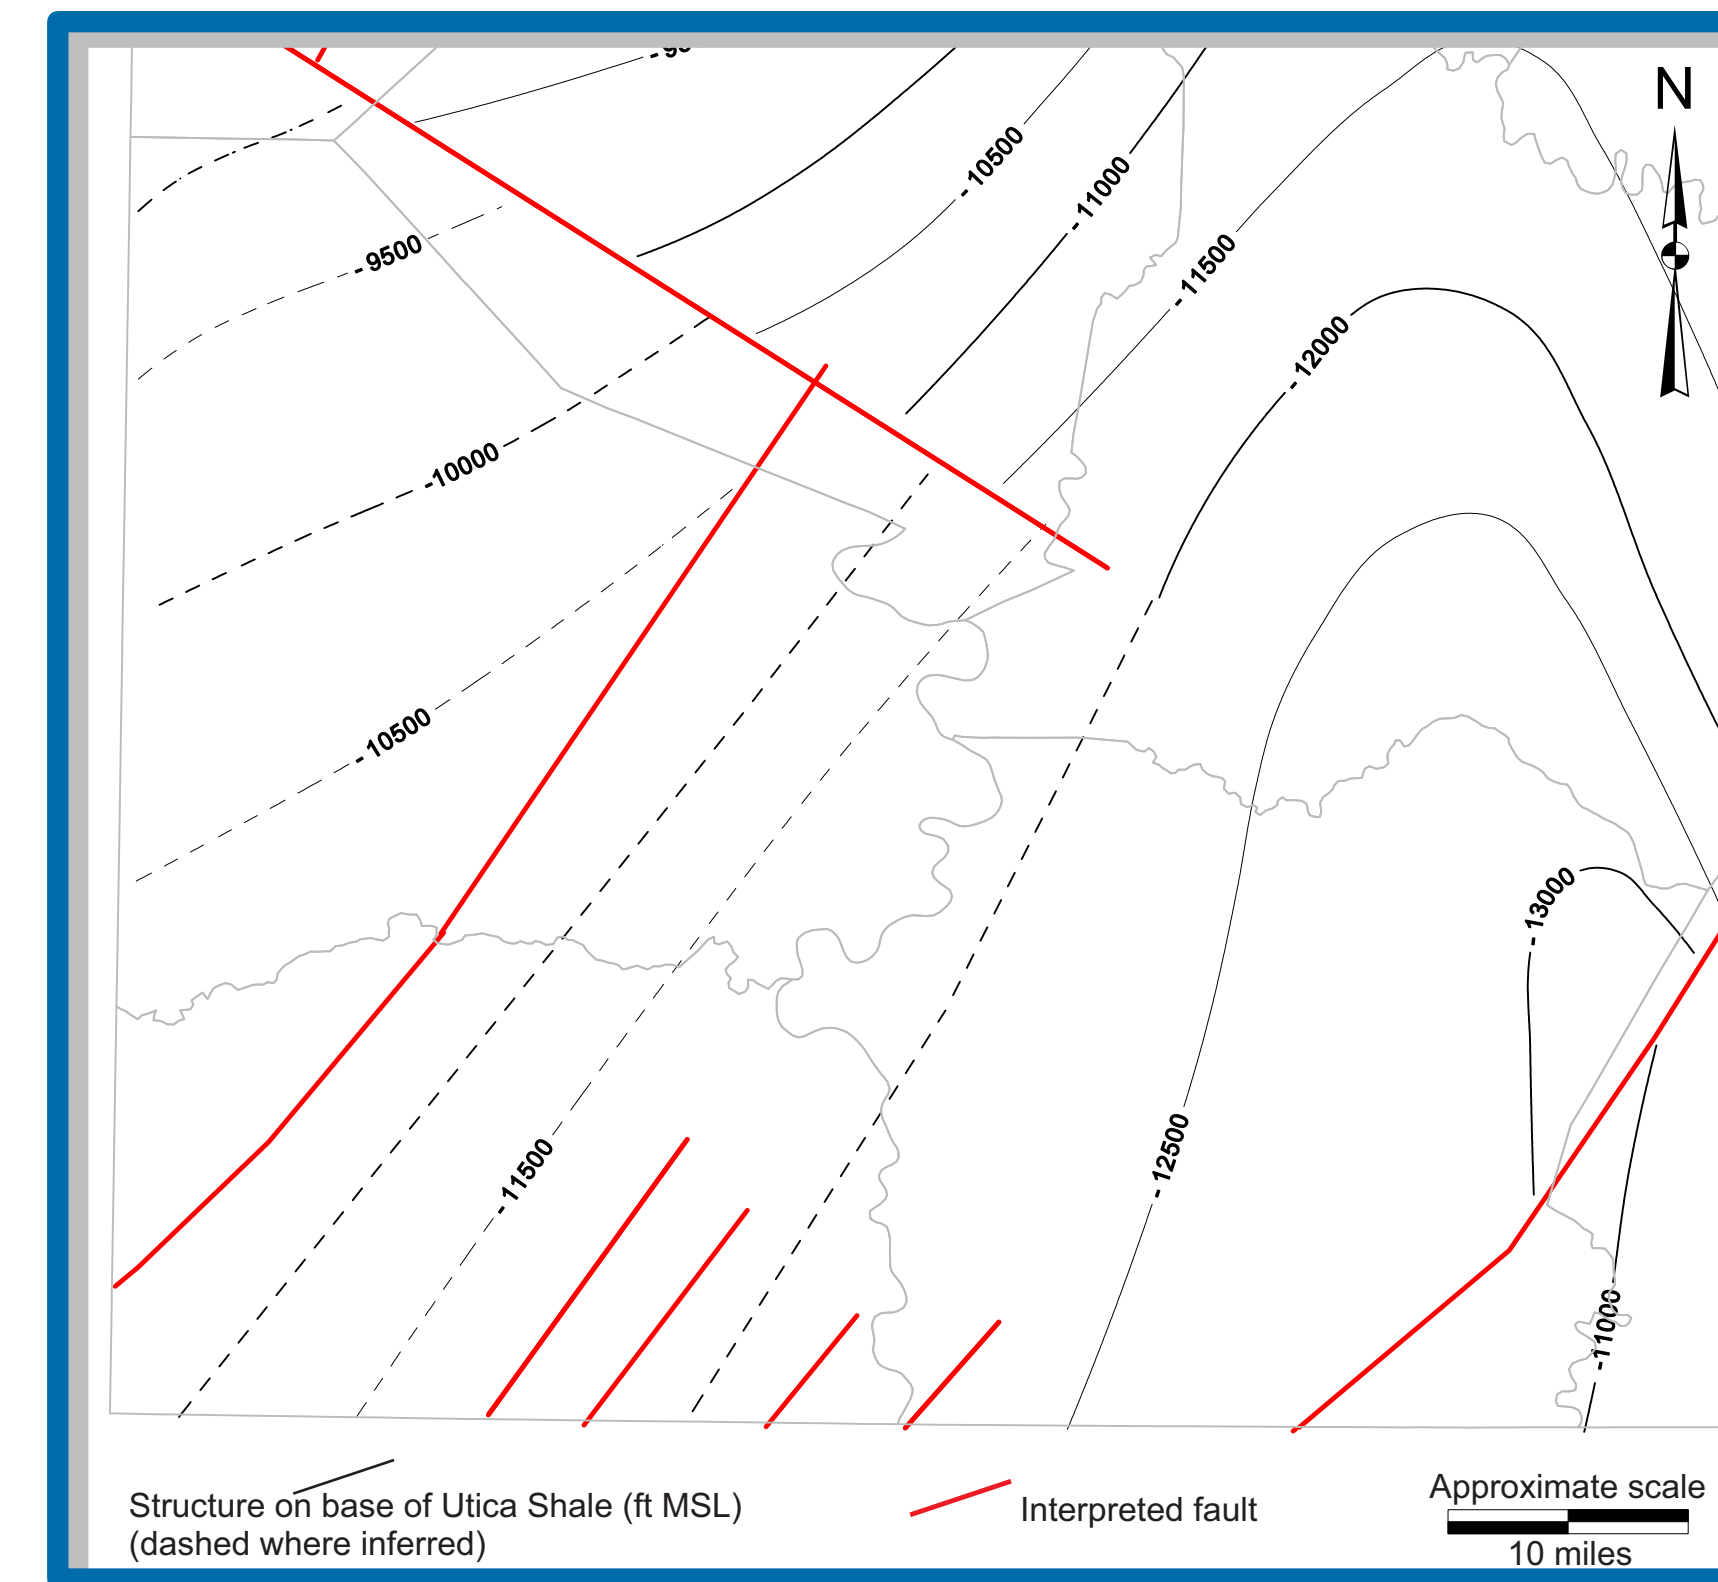 N
- 10500
- 11000
- 9500
- 11500
- 12000
-10000
- 10500
- 13000
- 11500
- 12500
-11000
Structure on base of Utica Shale (ft MSL)
(dashed where inferred)
Interpreted fault
Approximate scale
10 miles